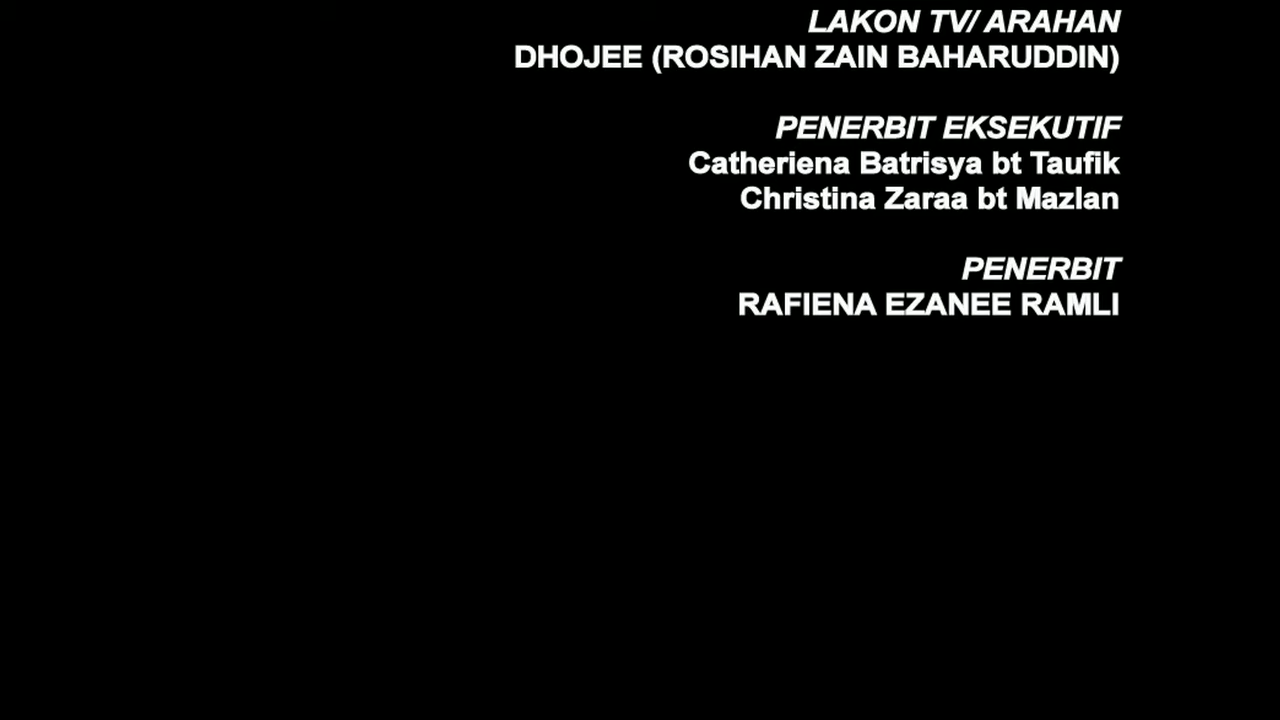 LAKON TV/ ARAHAN
DHOJEE (ROSIHAN ZAIN BAHARUDDIN)
PENERBIT EKSEKUTIF
Catheriena Batrisya bt Taufik
Christina Zaraa bt Mazlan
PENERBIT
RAFIENA EZANEE RAMLI